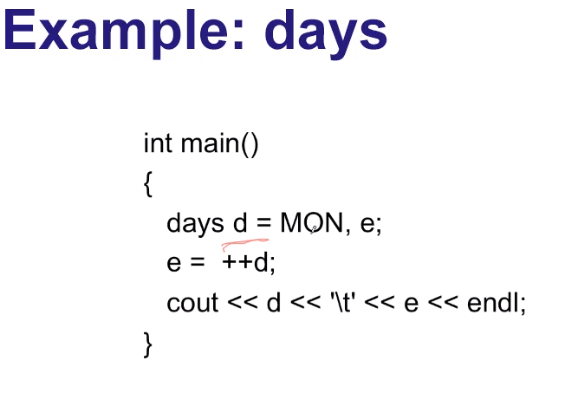 Example: days
int main()
{
days d = MON, e;
e = ++d;
cout << d << '\t' << e << endl;
}